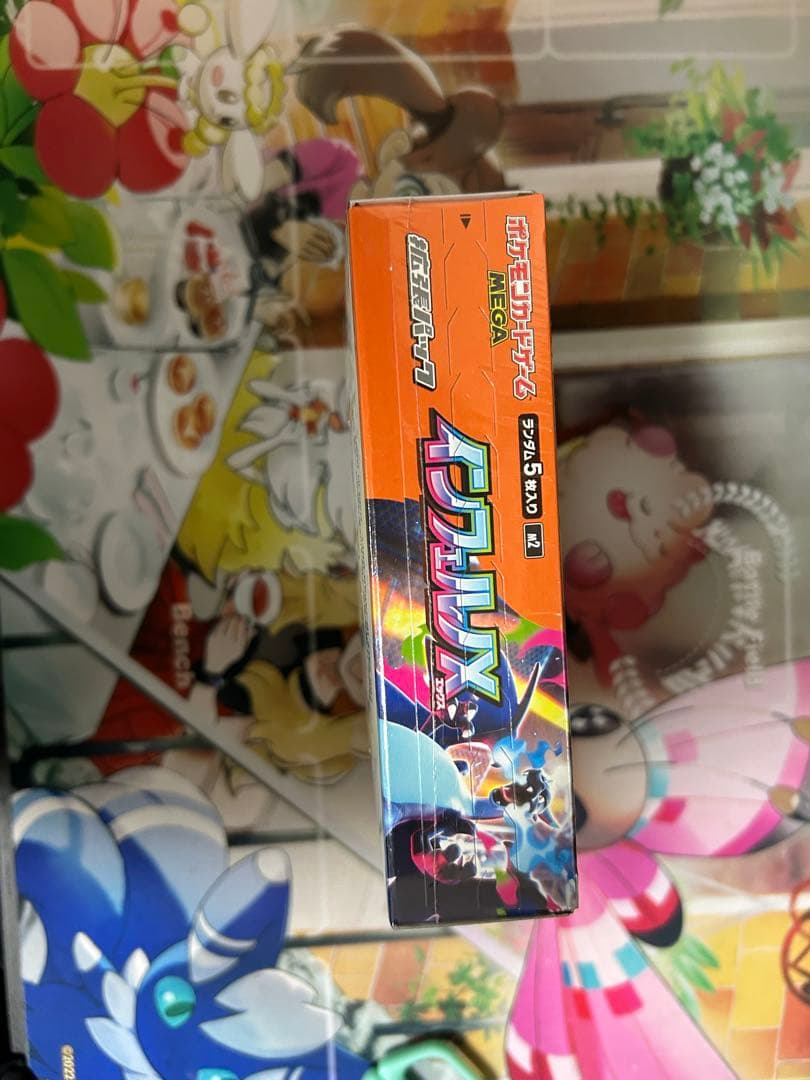 ポケモンカードゲーム
MEGA
拡張パック
ランダム5枚入り
M2
インフェルノX
エックス
Bench
©2022